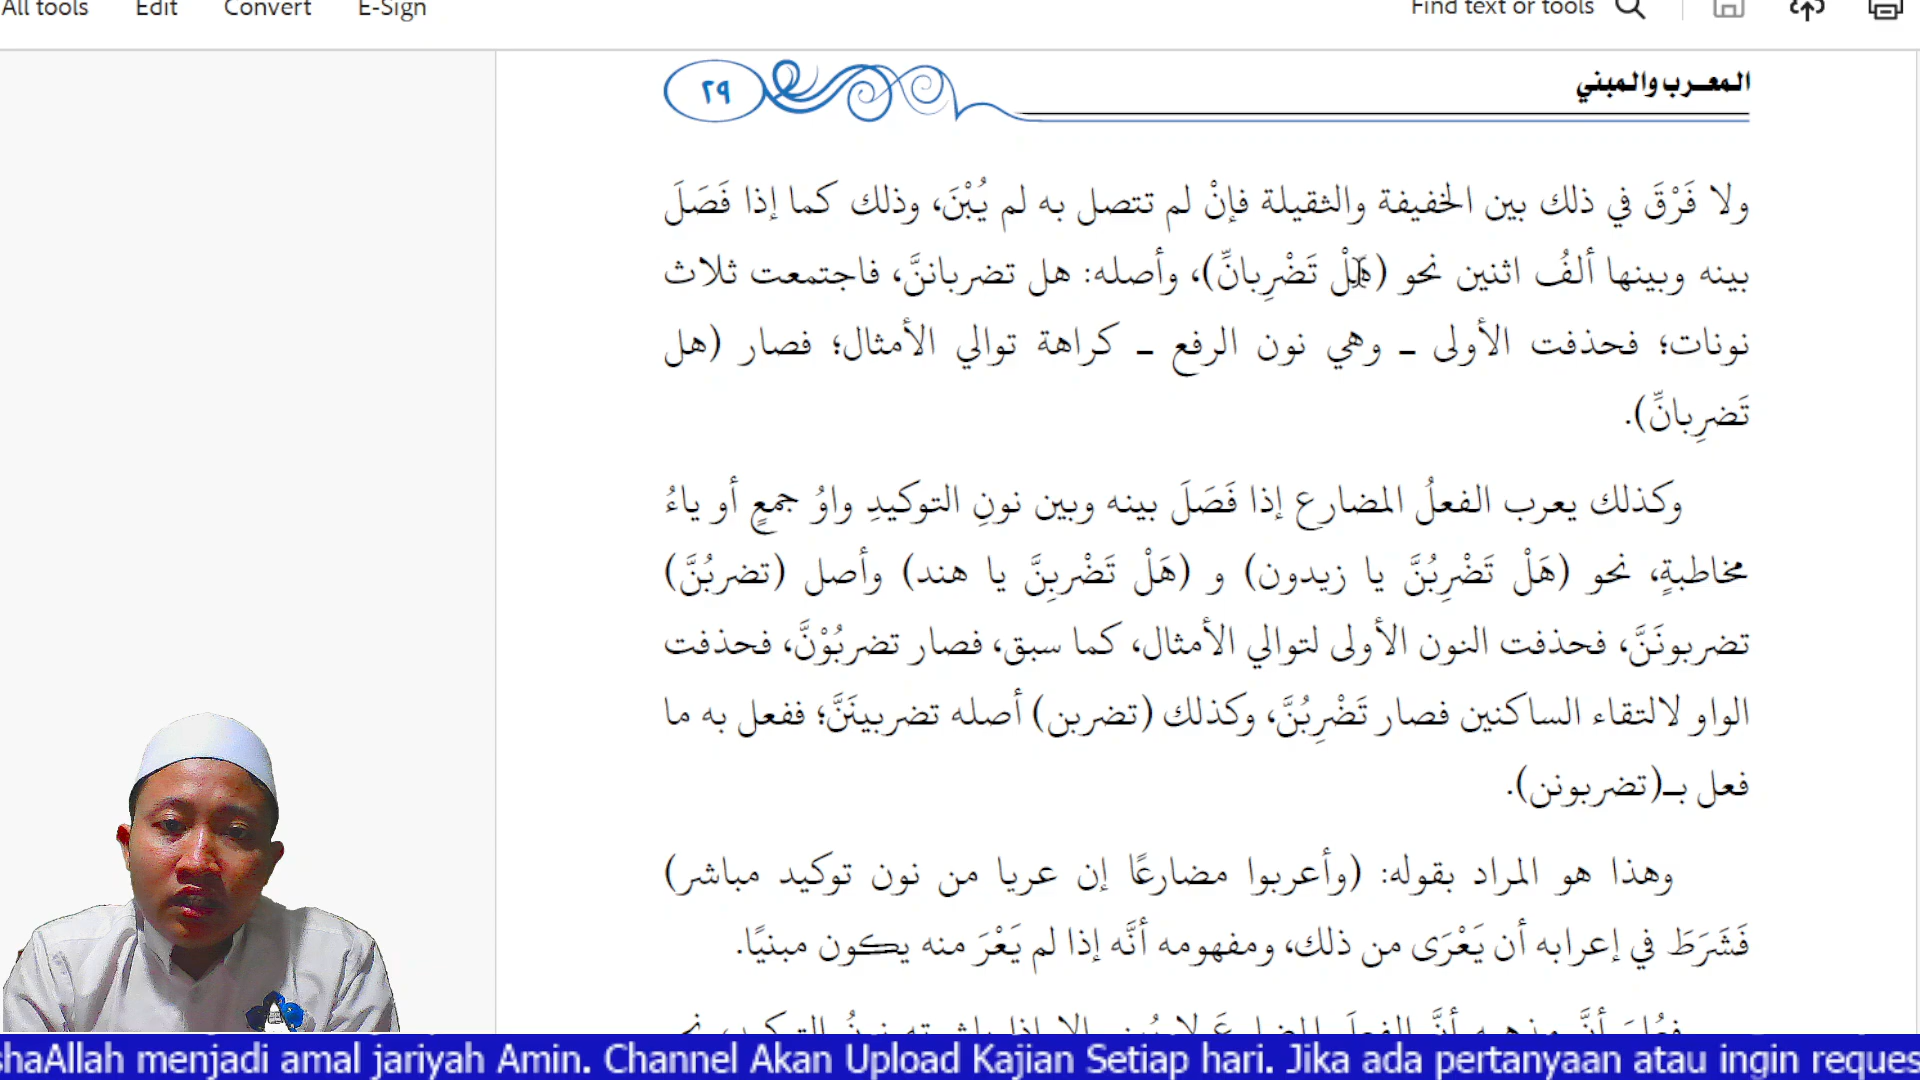 All tools Edit Convert E-Sign Find text or tools
المعرب والمبني ٢٩
ولا فَرْقَ في ذلك بين الخفيفة والثقيلة فإنْ لم تتصل به لم يُبْنَ، وذلك كما إذا فَصَلَ
بينه وبينها ألفُ اثنين نحو (هَلْ تَضْرِبانِّ)، وأصله: هل تضرباننَّ، فاجتمعت ثلاث
نونات؛ فحذفت الأولى ـ وهي نون الرفع ـ كراهة توالي الأمثال؛ فصار (هل
تَضرِبانِّ).
وكذلك يعرب الفعلُ المضارع إذا فَصَلَ بينه وبين نونِ التوكيدِ واوُ جمعٍ أو ياءُ
مخاطبةٍ، نحو (هَلْ تَضْرِبُنَّ يا زيدون) و (هَلْ تَضْرِبِنَّ يا هند) وأصل (تضربُنَّ)
تضربونَنَّ، فحذفت النون الأولى لتوالي الأمثال، كما سبق، فصار تضربُوْنَّ، فحذفت
الواو لالتقاء الساكنين فصار تَضْرِبُنَّ، وكذلك (تضربن) أصله تضربينَنَّ؛ ففعل به ما
فعل بـ(تضربونن).
وهذا هو المراد بقوله: (وأعربوا مضارعًا إن عريا من نون توكيد مباشر)
فَشَرَطَ في إعرابه أن يَعْرَى من ذلك، ومفهومه أنَّه إذا لم يَعْرَ منه يكون مبنيًا.
shaAllah menjadi amal jariyah Amin. Channel Akan Upload Kajian Setiap hari. Jika ada pertanyaan atau ingin reques